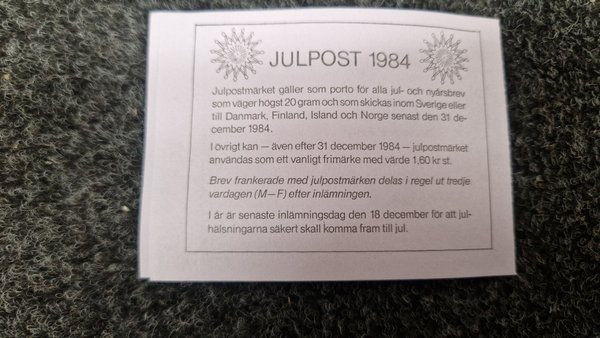 JULPOST 1984
Julpostmärket gäller som porto för alla jul- och nyårsbrev
som väger högst 20 gram och som skickas inom Sverige eller
till Danmark, Finland, Island och Norge senast den 31 de-
cember 1984.
I övrigt kan — även efter 31 december 1984 — julpostmärket
användas som ett vanligt frimärke med värde 1,60 kr st.
Brev frankerade med julpostmärken delas i regel ut tredje
vardagen (M—F) efter inlämningen.
I år är senaste inlämningsdag den 18 december för att jul-
hälsningarna säkert skall komma fram till jul.